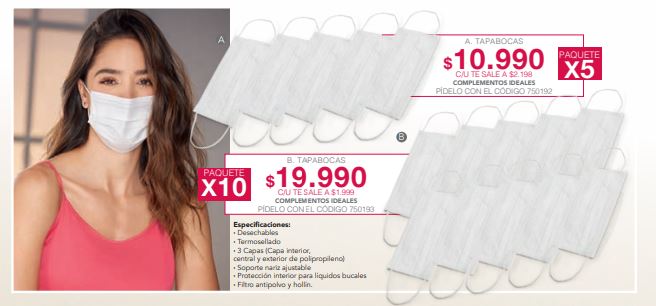 A
A. TAPABOCAS
$10.990
C/U TE SALE A $2.198
COMPLEMENTOS IDEALES
PÍDELO CON EL CÓDIGO 750192
PAQUETE
X5
B
PAQUETE
X10
B. TAPABOCAS
$19.990
C/U TE SALE A $1.999
COMPLEMENTOS IDEALES
PÍDELO CON EL CÓDIGO 750193
Especificaciones:
• Desechables
• Termosellado
• 3 Capas (Capa interior,
central y exterior de polipropileno)
• Soporte nariz ajustable
• Protección interior para líquidos bucales
• Filtro antipolvo y hollín.